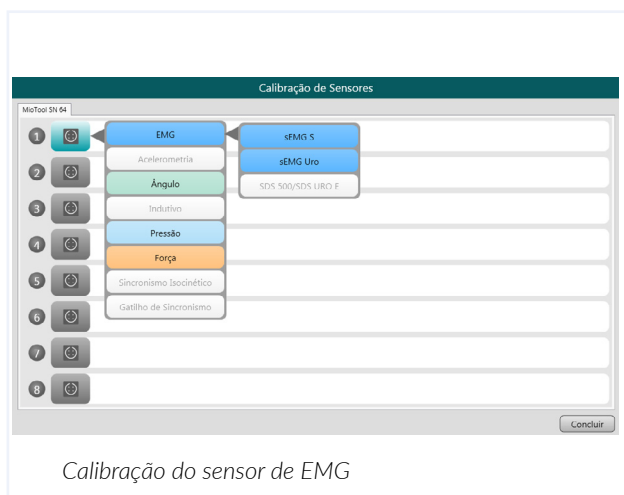 Calibração de Sensores
MioTool SN 64
1 EMG sEMG S
Acelerometria sEMG Uro
2
Ângulo SDS 500/SDS URO F
3 Indutivo
Pressão
4
Força
5 Sincronismo Isocinético
6 Gatilho de Sincronismo
7
8
Concluir
Calibração do sensor de EMG